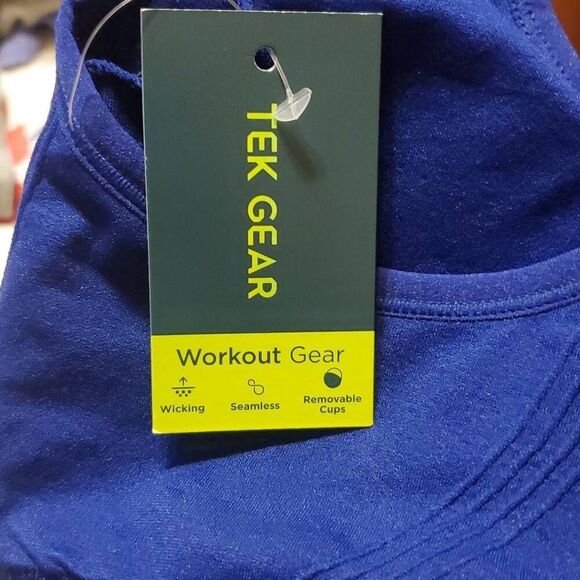 TEK GEAR
Workout Gear
Wicking
Seamless
Removable
Cups